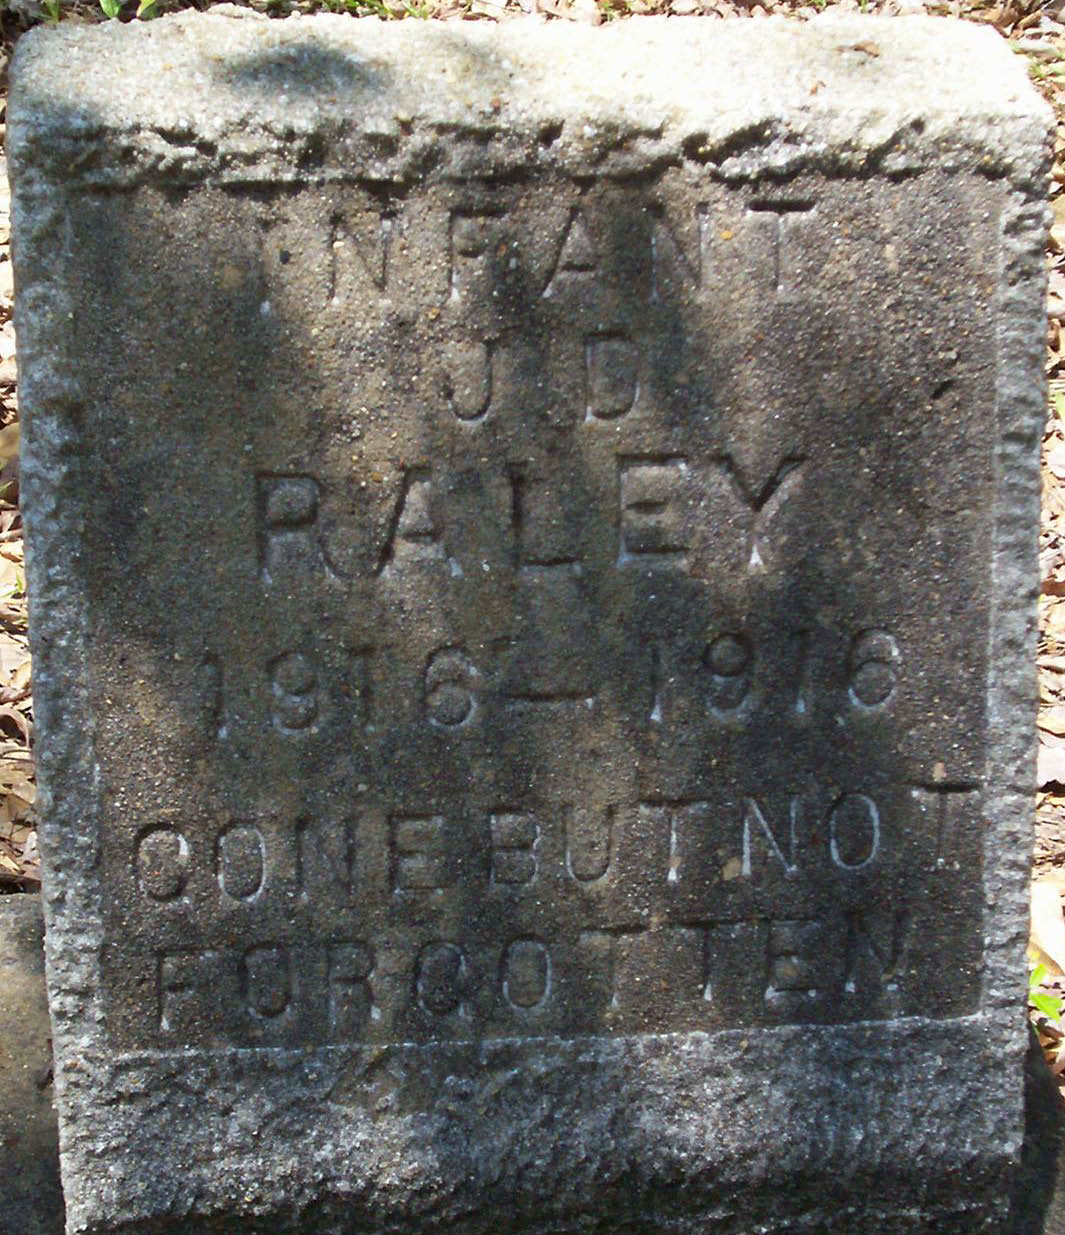 INFANT
J D
RALEY
1916 — 1916
GONE BUT NOT
FORGOTTEN